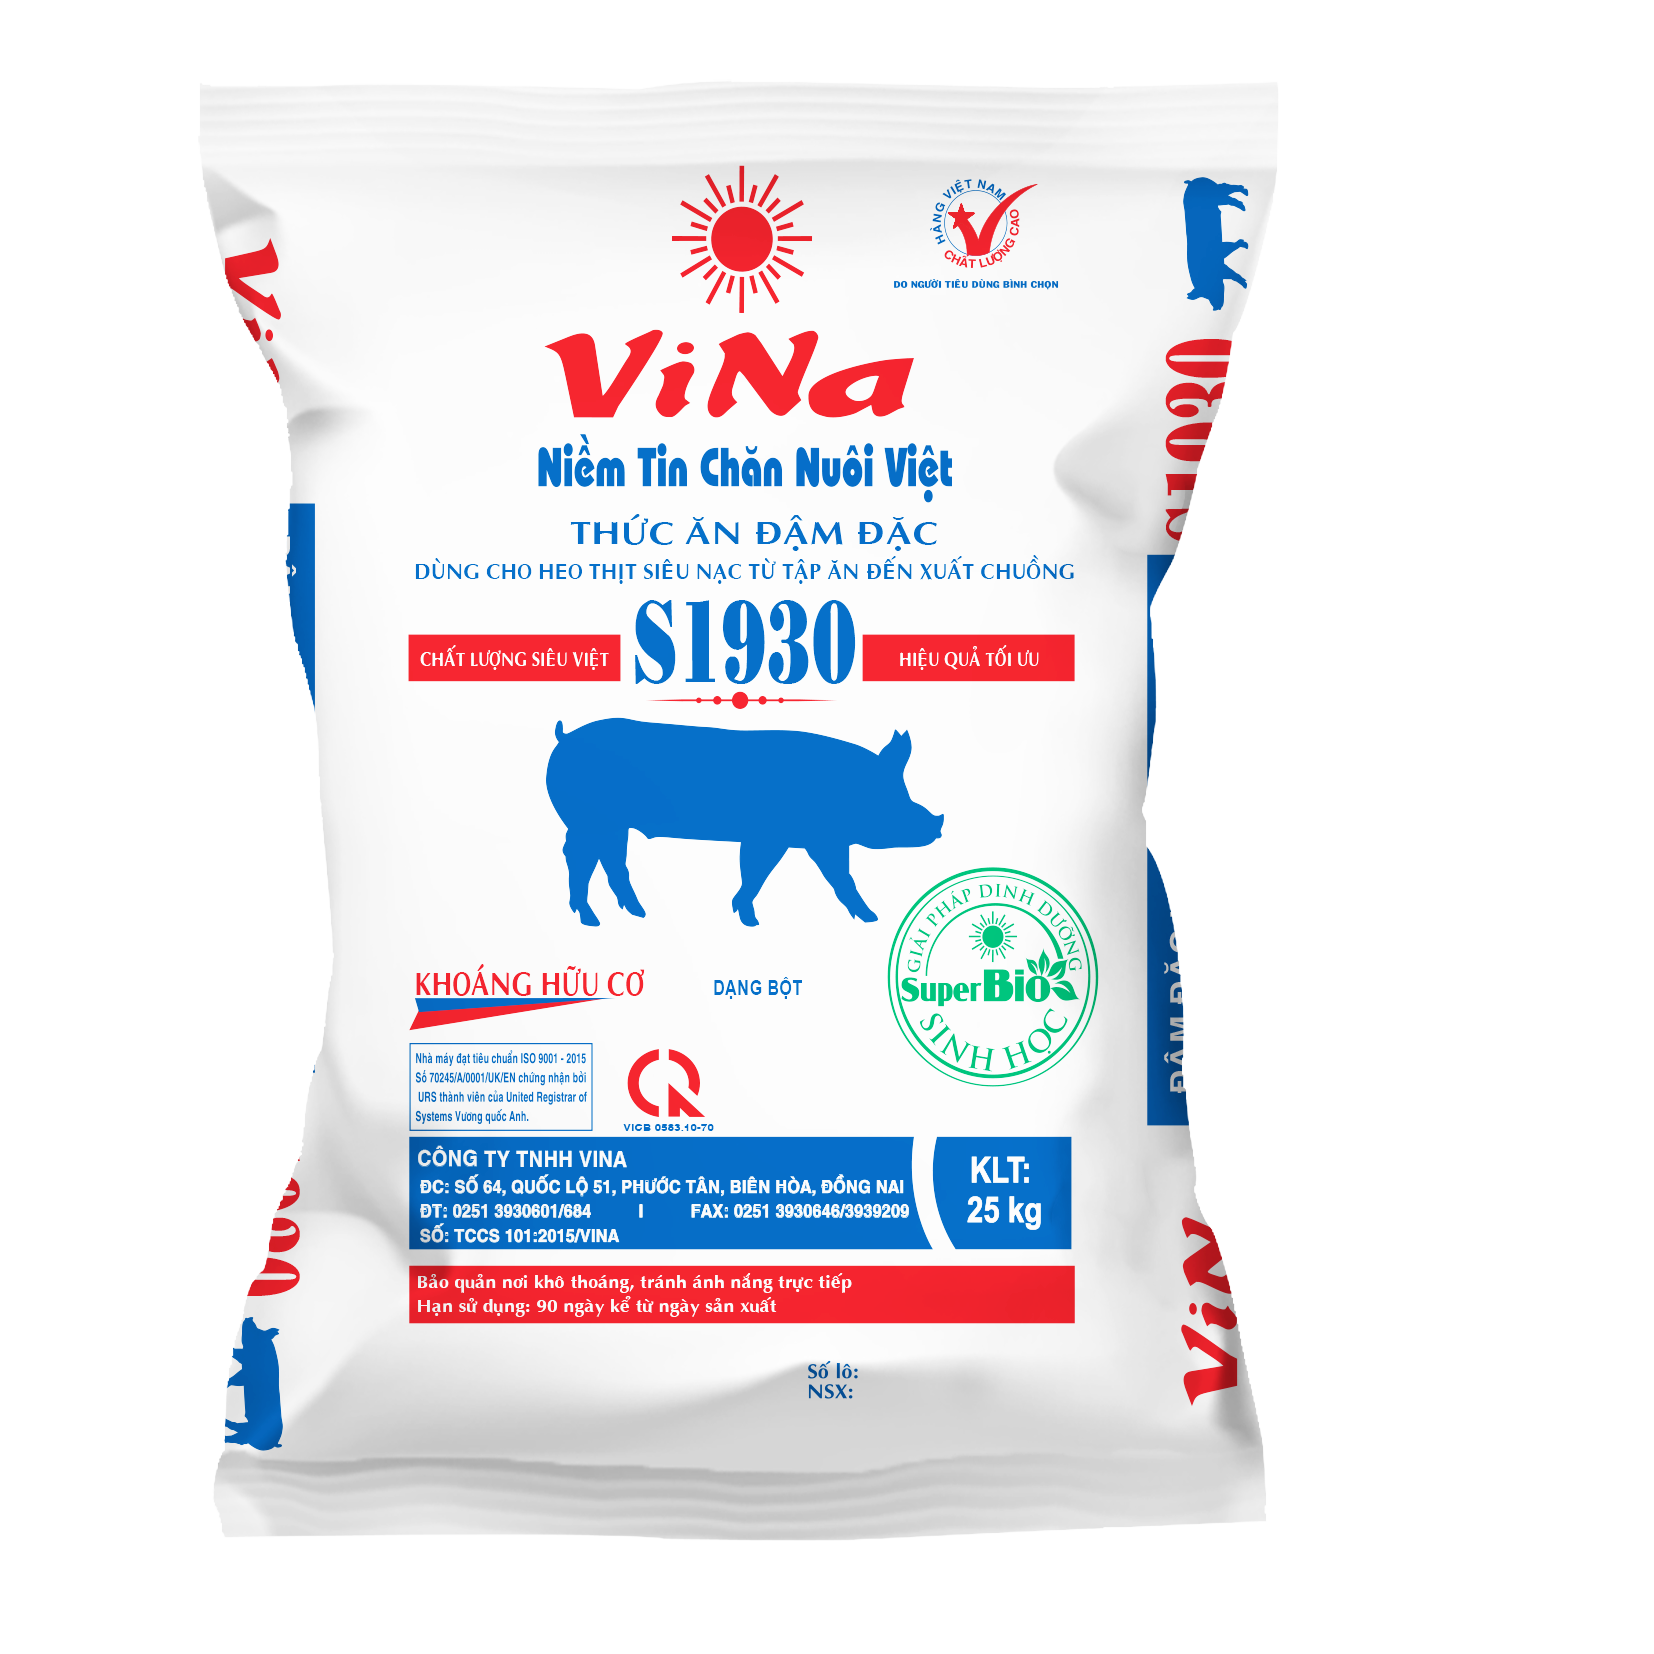 HÀNG VIỆT NAM
CHẤT LƯỢNG CAO
DO NGƯỜI TIÊU DÙNG BÌNH CHỌN
ViNa
Niềm Tin Chăn Nuôi Việt
THỨC ĂN ĐẬM ĐẶC
DÙNG CHO HEO THỊT SIÊU NẠC TỪ TẬP ĂN ĐẾN XUẤT CHUỒNG
CHẤT LƯỢNG SIÊU VIỆT
S1930
HIỆU QUẢ TỐI ƯU
GIẢI PHÁP DINH DƯỠNG
SuperBio
SINH HỌC
KHOÁNG HỮU CƠ
DẠNG BỘT
Nhà máy đạt tiêu chuẩn ISO 9001 - 2015
Số 70245/A/0001/UK/EN chứng nhận bởi
URS thành viên của United Registrar of
Systems Vương quốc Anh.
VICB 0583.10-70
CÔNG TY TNHH VINA
ĐC: SỐ 64, QUỐC LỘ 51, PHƯỚC TÂN, BIÊN HÒA, ĐỒNG NAI
ĐT: 0251 3930601/684 I FAX: 0251 3930646/3939209
SỐ: TCCS 101:2015/VINA
KLT:
25 kg
Bảo quản nơi khô thoáng, tránh ánh nắng trực tiếp
Hạn sử dụng: 90 ngày kể từ ngày sản xuất
Số lô:
NSX:
S1930
ĐẬM ĐẶC
ViNa